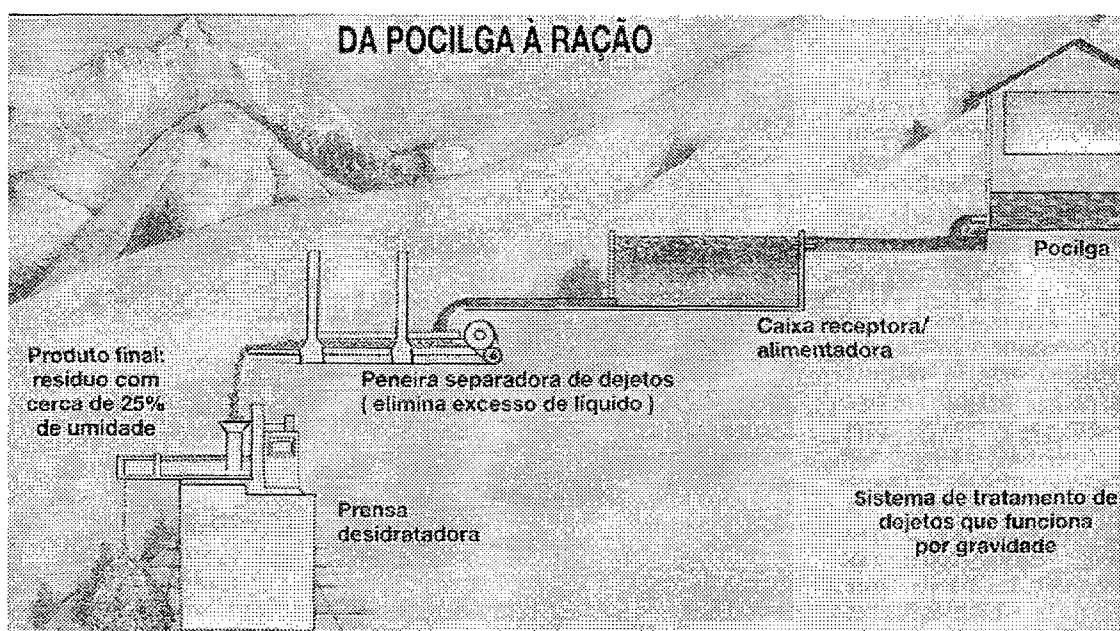 DA POCILGA À RAÇÃO
Pocilga
Caixa receptora/
alimentadora
Peneira separadora de dejetos
( elimina excesso de líquido )
Produto final:
resíduo com
cerca de 25%
de umidade
Prensa
desidratadora
Sistema de tratamento de
dejetos que funciona
por gravidade